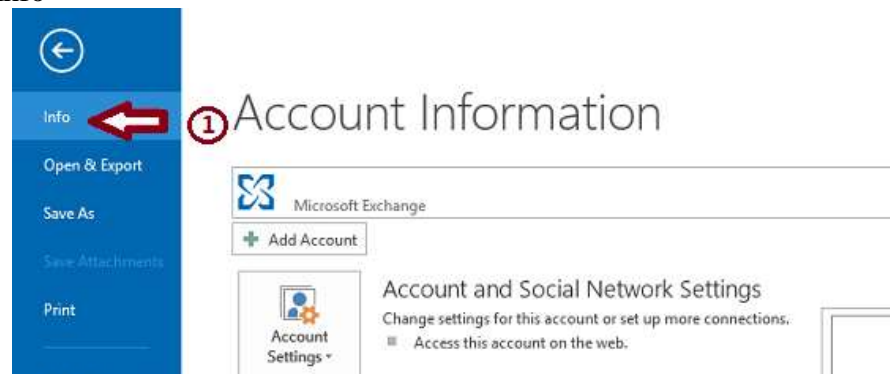 Info
①
Account Information
Open & Export
Microsoft Exchange
Save As
Add Account
Save Attachments
Account and Social Network Settings
Print
Change settings for this account or set up more connections.
Account
Settings
Access this account on the web.